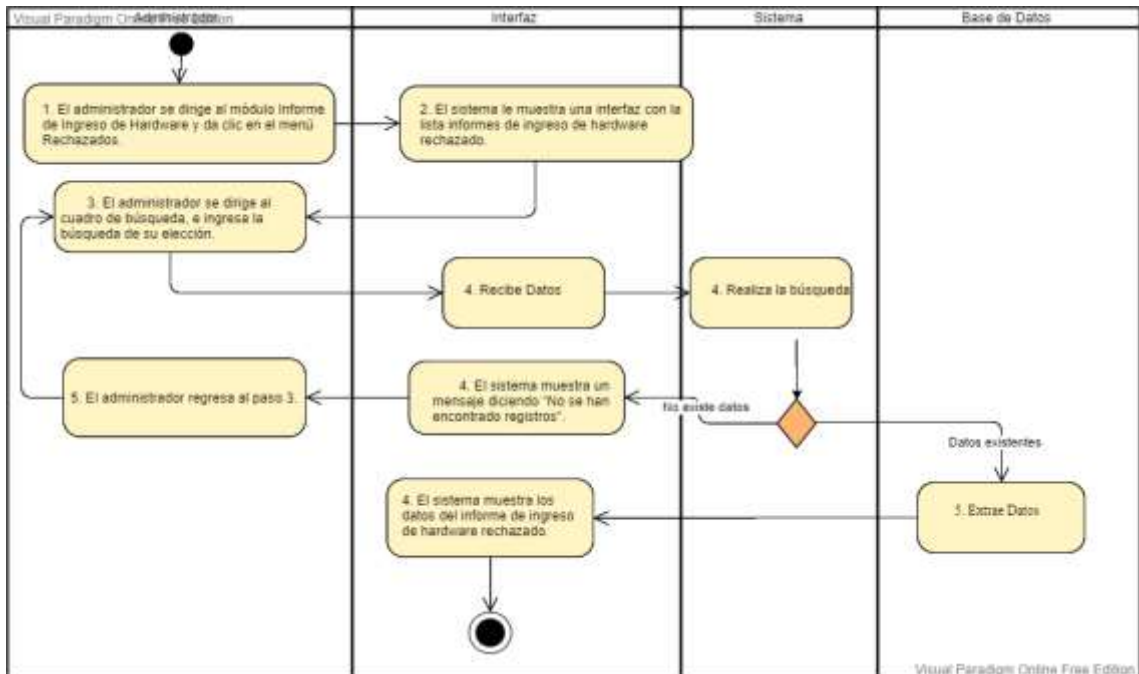 Visual Paradigm Online Free Edition
Administrador
Interfaz
Sistema
Base de Datos
1. El administrador se dirige al módulo Informe
de Ingreso de Hardware y da clic en el menú
Rechazados.
2. El sistema le muestra una interfaz con la
lista informes de ingreso de hardware
rechazado.
3. El administrador se dirige al
cuadro de búsqueda, e ingresa la
búsqueda de su elección.
4. Recibe Datos
4. Realiza la búsqueda
5. El administrador regresa al paso 3.
4. El sistema muestra un
mensaje diciendo "No se han
encontrado registros".
No existe datos
Datos existentes
4. El sistema muestra los
datos del informe de ingreso
de hardware rechazado.
5. Extrae Datos
Visual Paradigm Online Free Edition